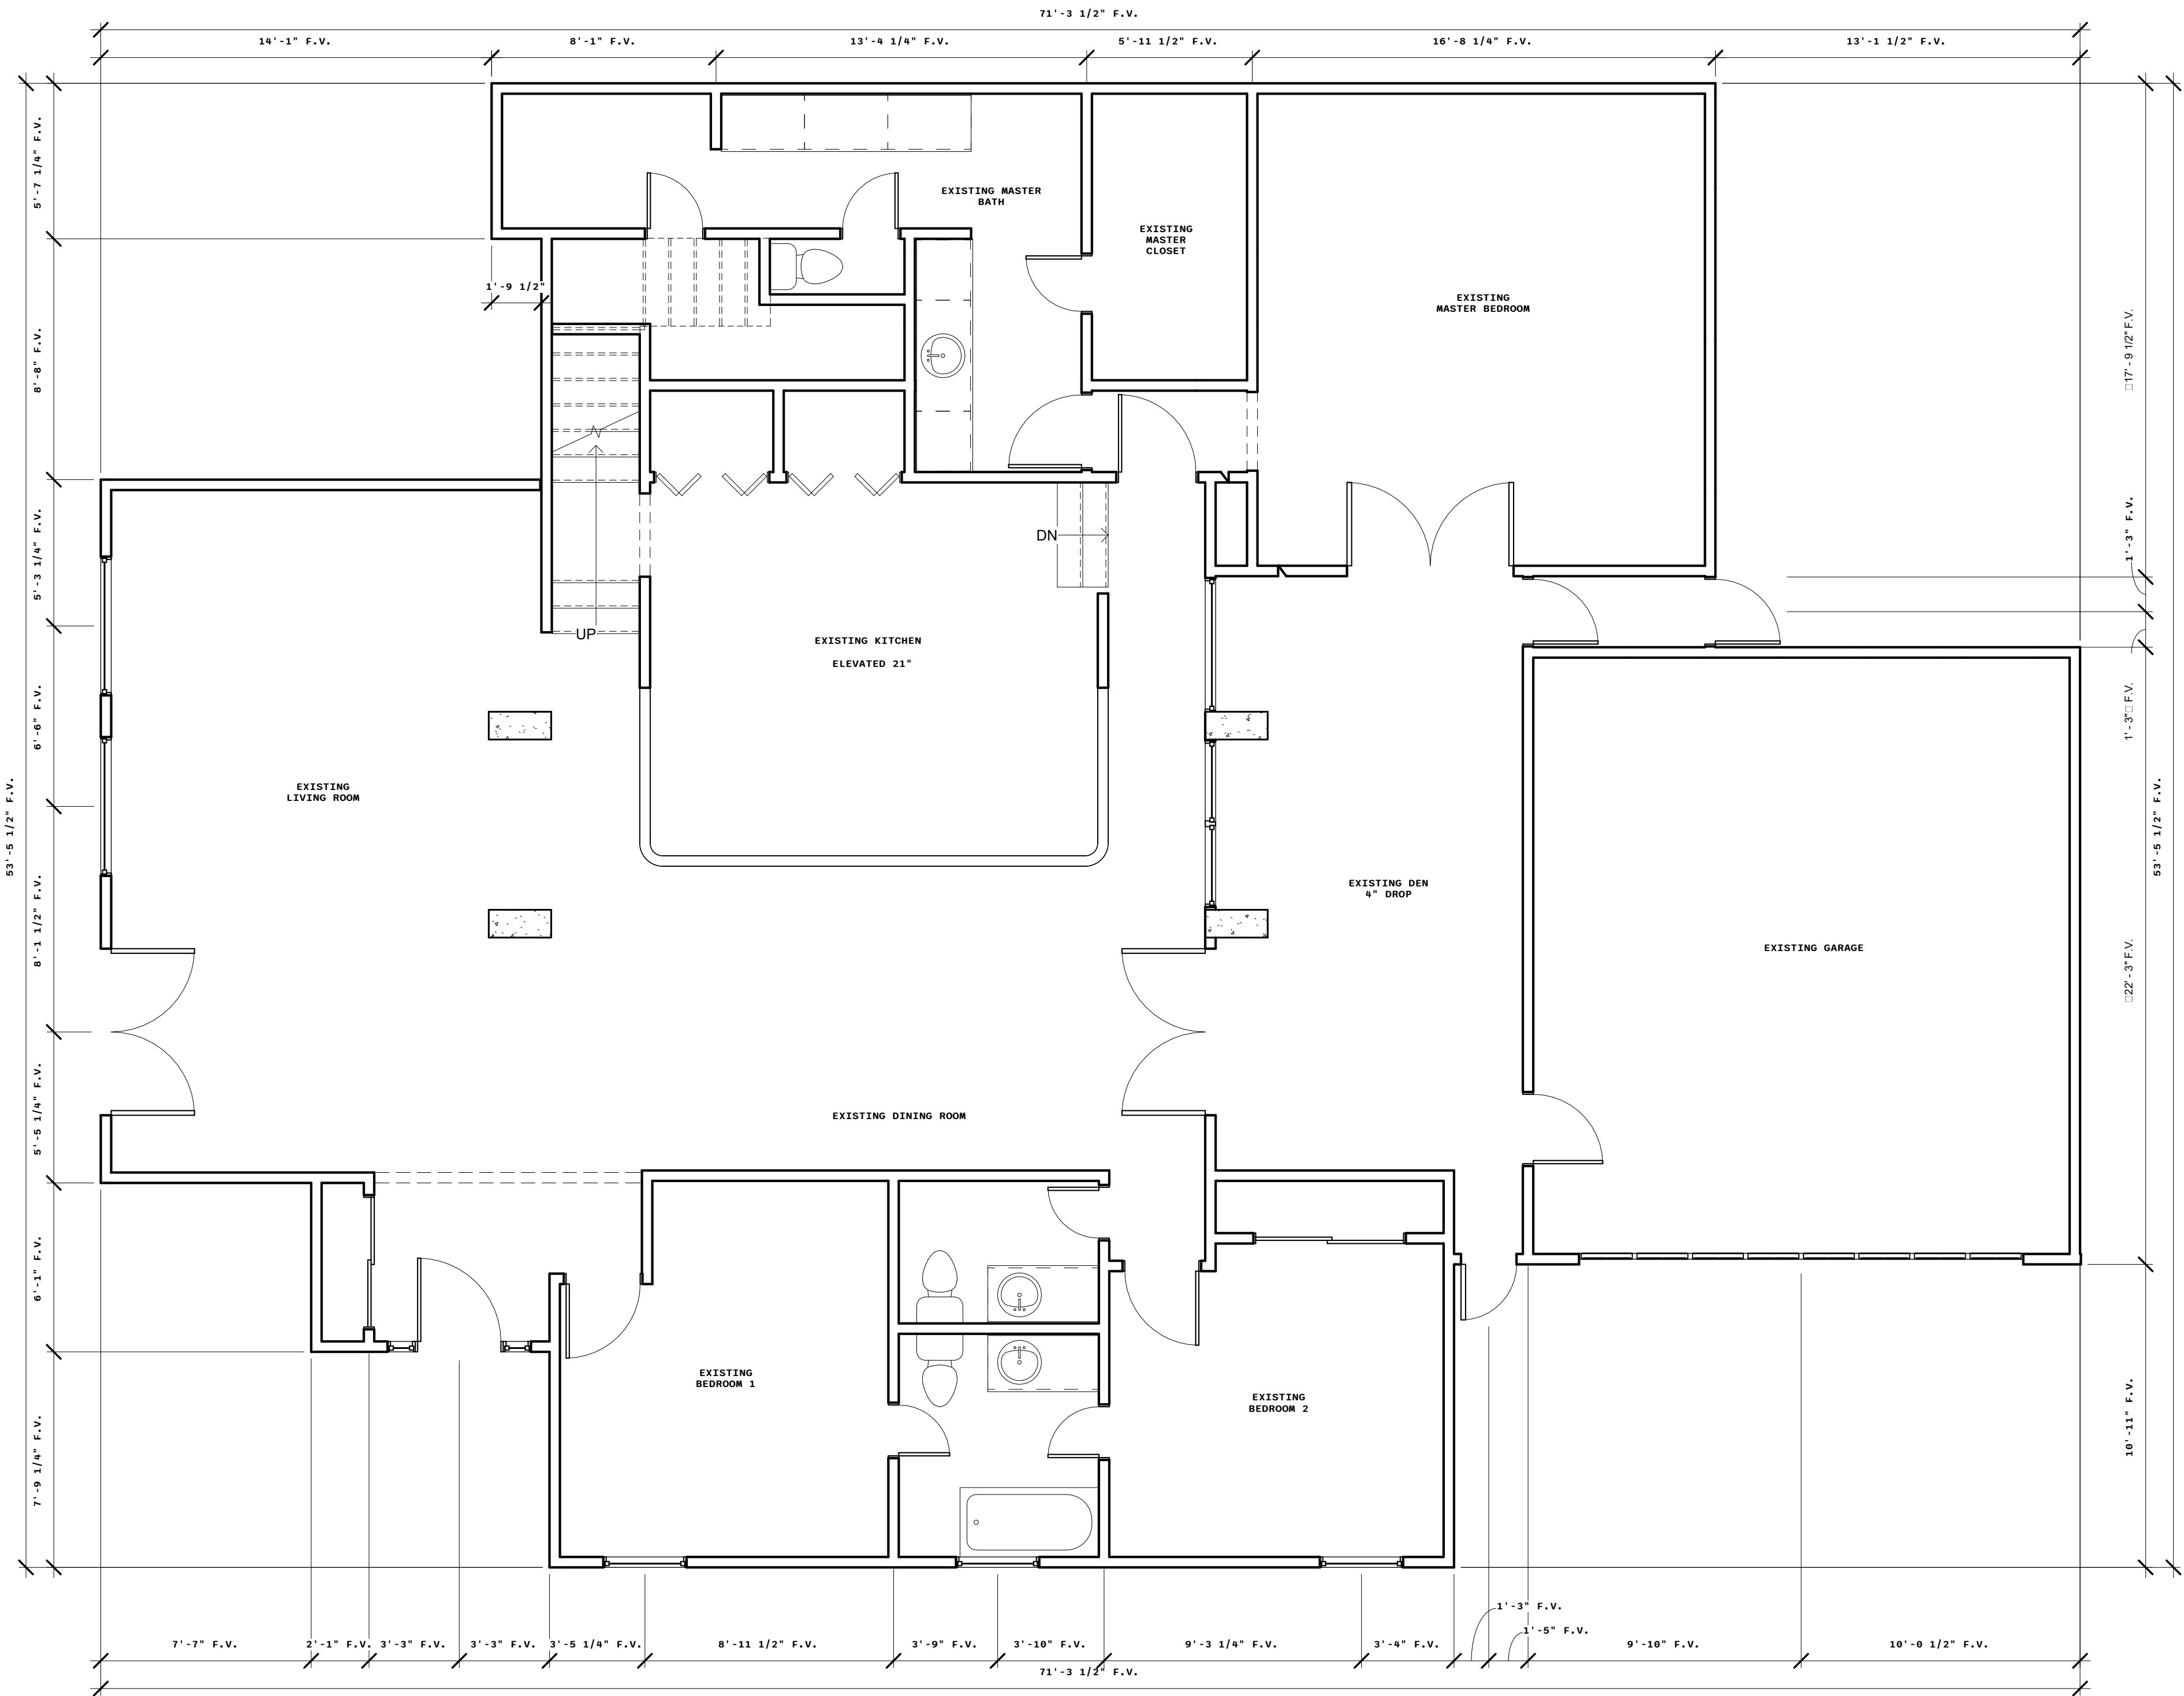 71'-3 1/2" F.V.
14'-1" F.V.
8'-1" F.V.
13'-4 1/4" F.V.
5'-11 1/2" F.V.
16'-8 1/4" F.V.
13'-1 1/2" F.V.
5'-7 1/4" F.V.
8'-8" F.V.
5'-3 1/4" F.V.
6'-6" F.V.
8'-1 1/2" F.V.
5'-5 1/4" F.V.
6'-1" F.V.
7'-9 1/4" F.V.
53'-5 1/2" F.V.
1'-9 1/2"
EXISTING MASTER
BATH
EXISTING
MASTER
CLOSET
EXISTING
MASTER BEDROOM
DN
UP
EXISTING KITCHEN
ELEVATED 21"
EXISTING
LIVING ROOM
EXISTING DEN
4" DROP
EXISTING GARAGE
EXISTING DINING ROOM
EXISTING
BEDROOM 1
EXISTING
BEDROOM 2
□17' - 9 1/2" F.V.
1'-3" F.V.
1' - 3"□ F.V.
□22' - 3" F.V.
10'-11" F.V.
53'-5 1/2" F.V.
1'-3" F.V.
1'-5" F.V.
7'-7" F.V.
2'-1" F.V.
3'-3" F.V.
3'-3" F.V.
3'-5 1/4" F.V.
8'-11 1/2" F.V.
3'-9" F.V.
3'-10" F.V.
9'-3 1/4" F.V.
3'-4" F.V.
9'-10" F.V.
10'-0 1/2" F.V.
71'-3 1/2" F.V.